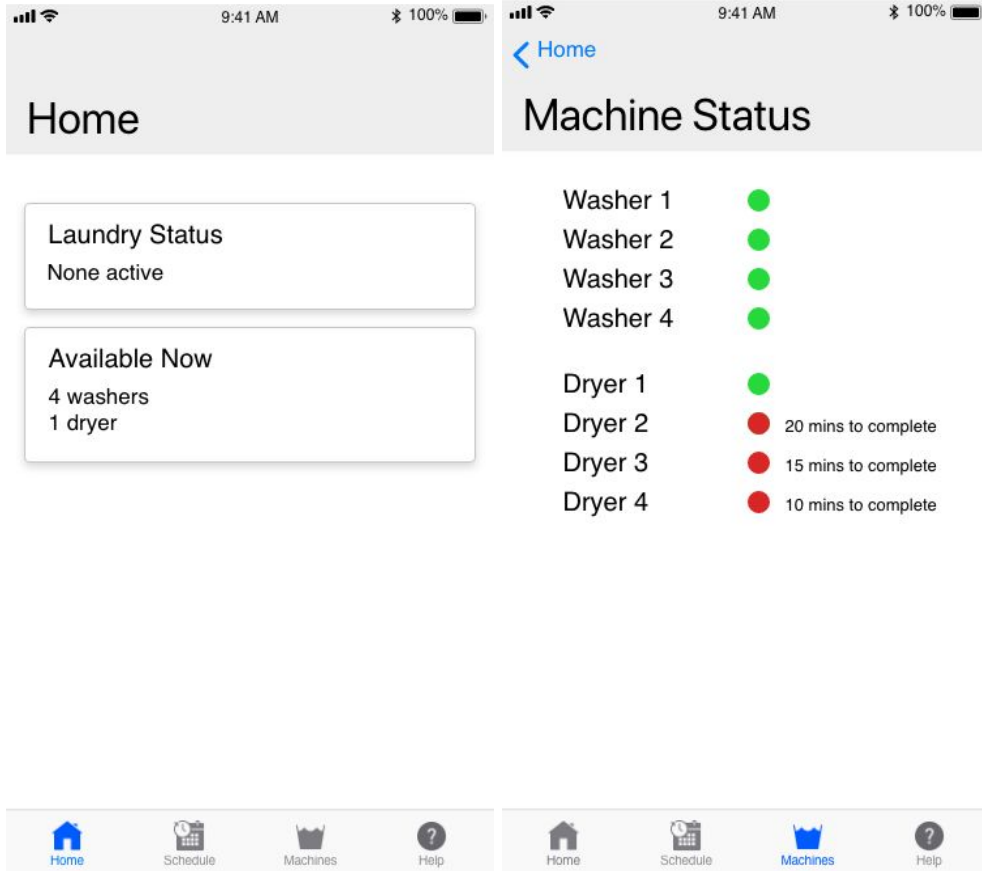 9:41 AM 100%
Home
Laundry Status
None active
Available Now
4 washers
1 dryer
Home Schedule Machines Help
9:41 AM 100%
Home
Machine Status
Washer 1
Washer 2
Washer 3
Washer 4
Dryer 1
Dryer 2 20 mins to complete
Dryer 3 15 mins to complete
Dryer 4 10 mins to complete
Home Schedule Machines Help